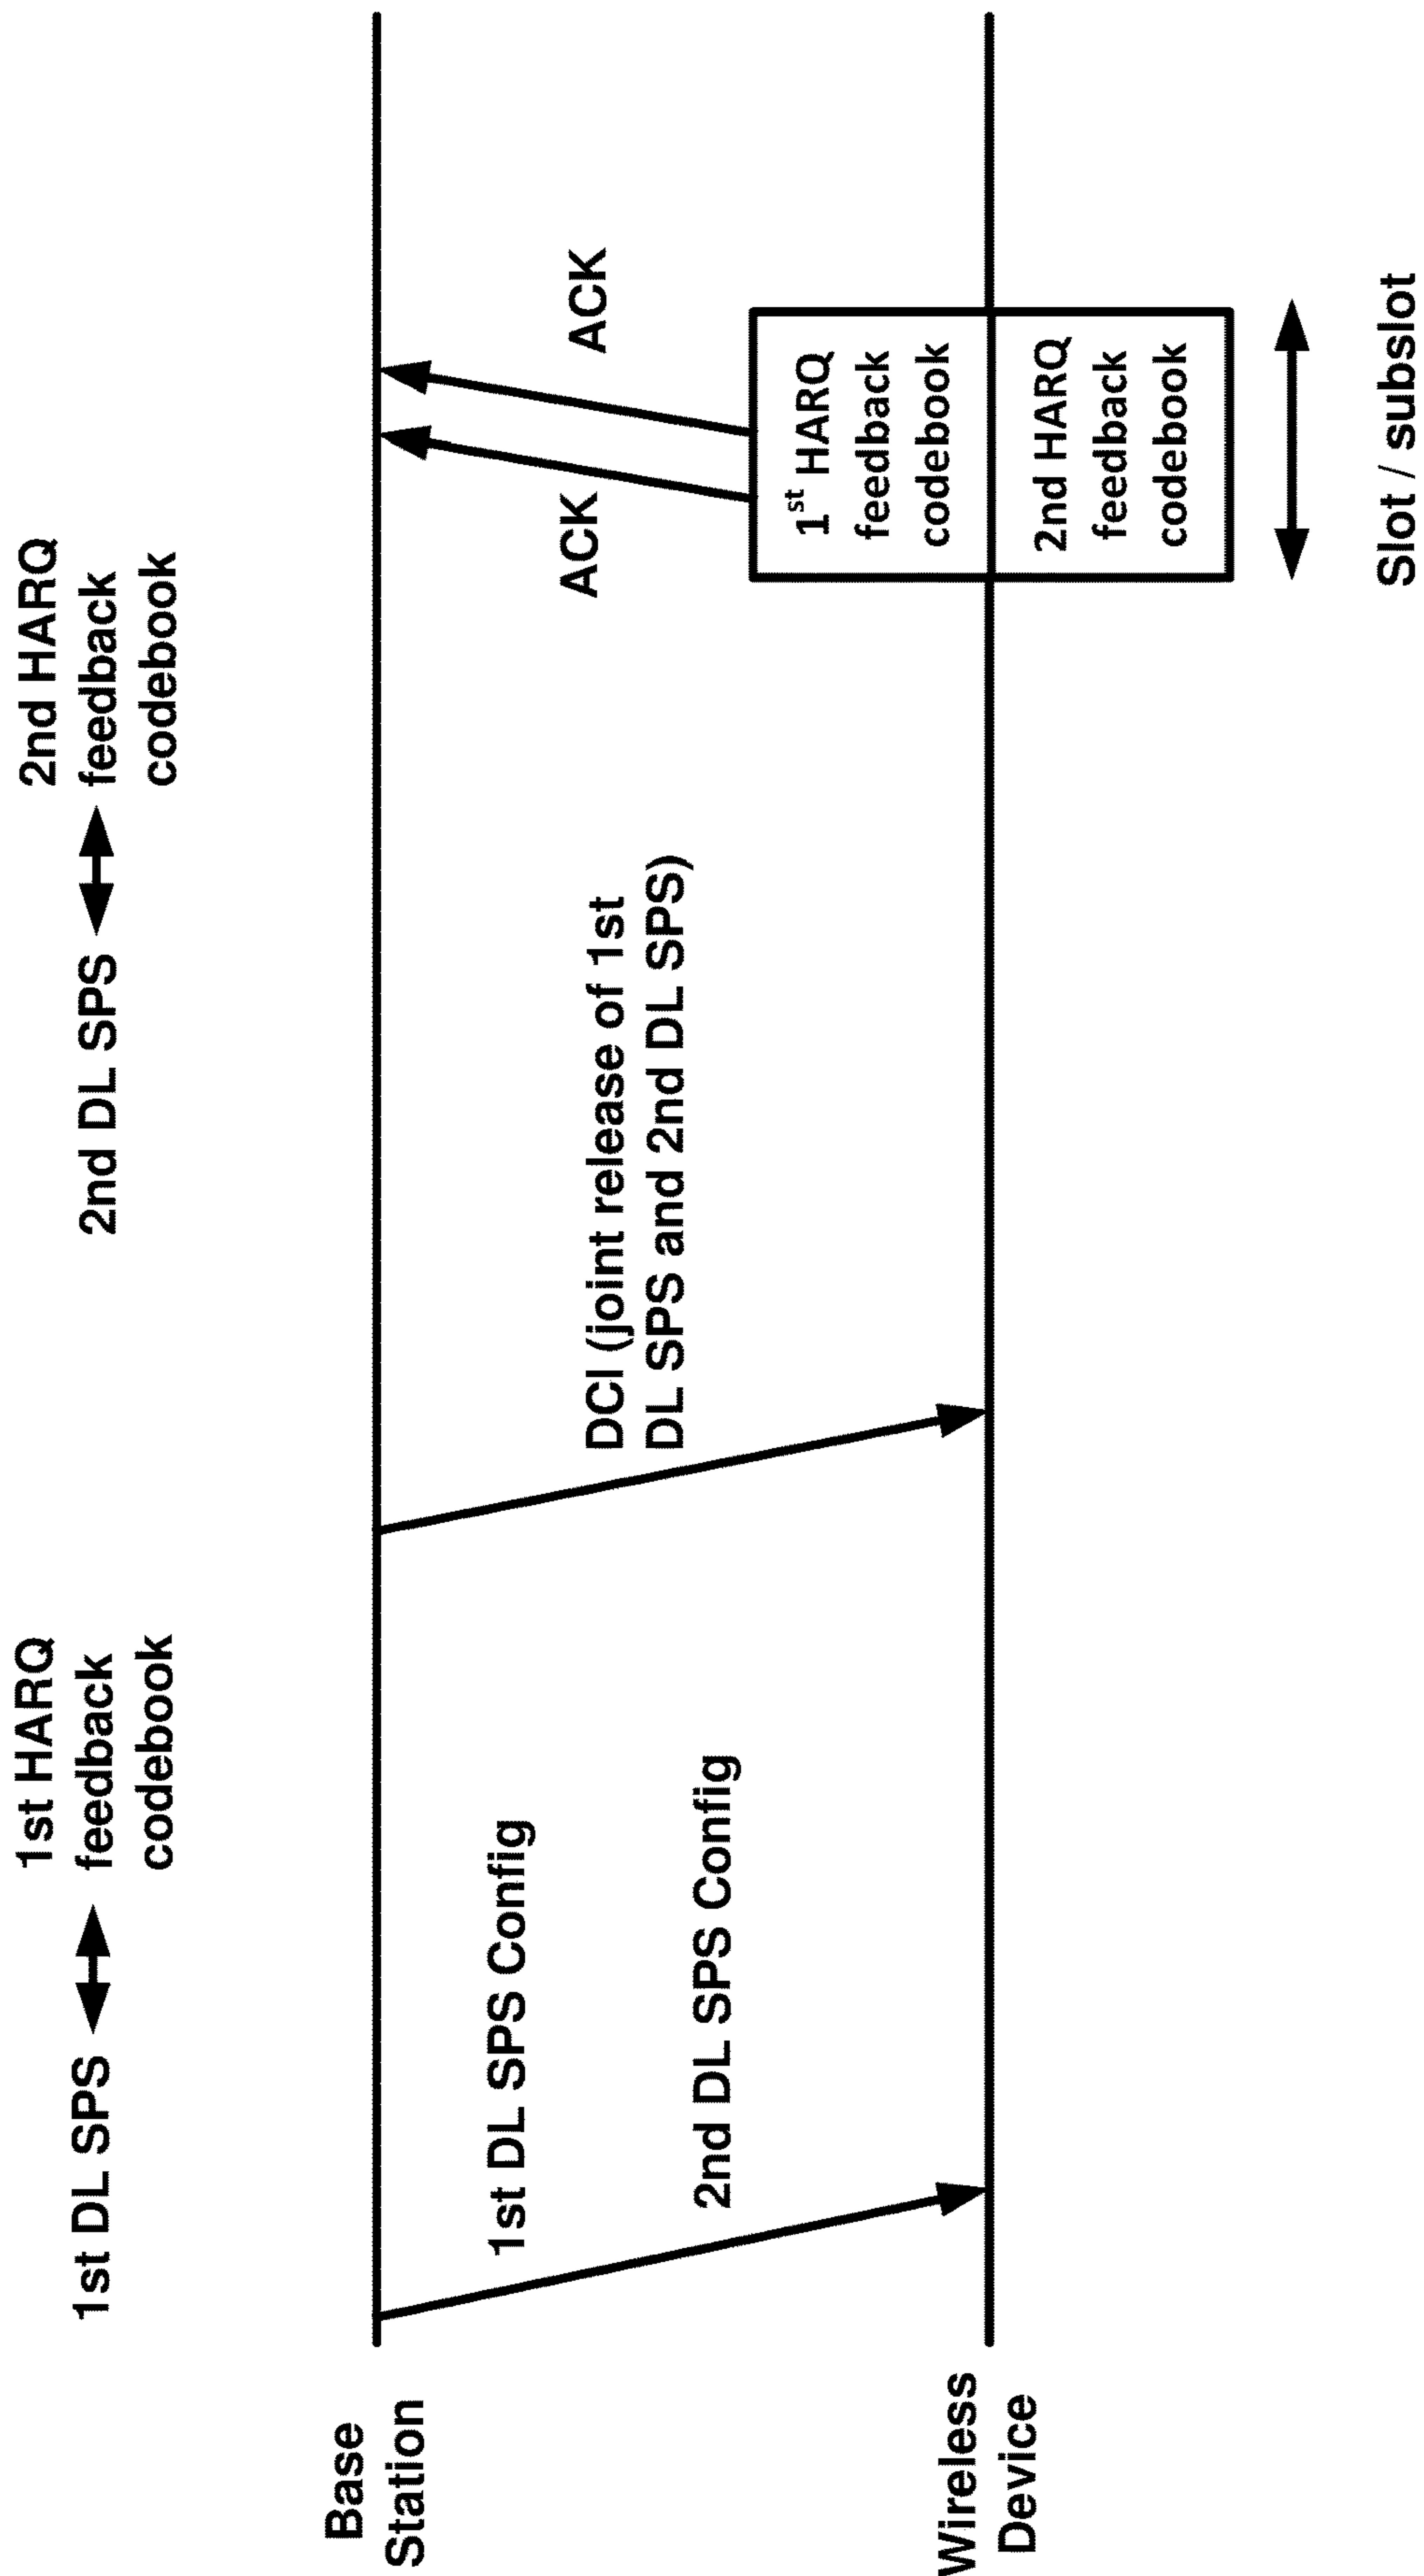 1st DL SPS
1st HARQ
feedback
codebook
2nd DL SPS
2nd HARQ
feedback
codebook
Base
Station
1st DL SPS Config
2nd DL SPS Config
DCI (joint release of 1st
DL SPS and 2nd DL SPS)
ACK
ACK
1st HARQ
feedback
codebook
2nd HARQ
feedback
codebook
Wireless
Device
Slot / subslot